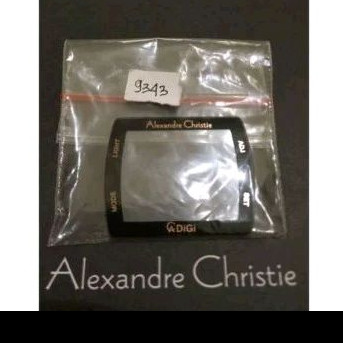 9343
Alexandre Christie
LIGHT
ADJ
MODE
SET
DIGI
Alexandre Christie